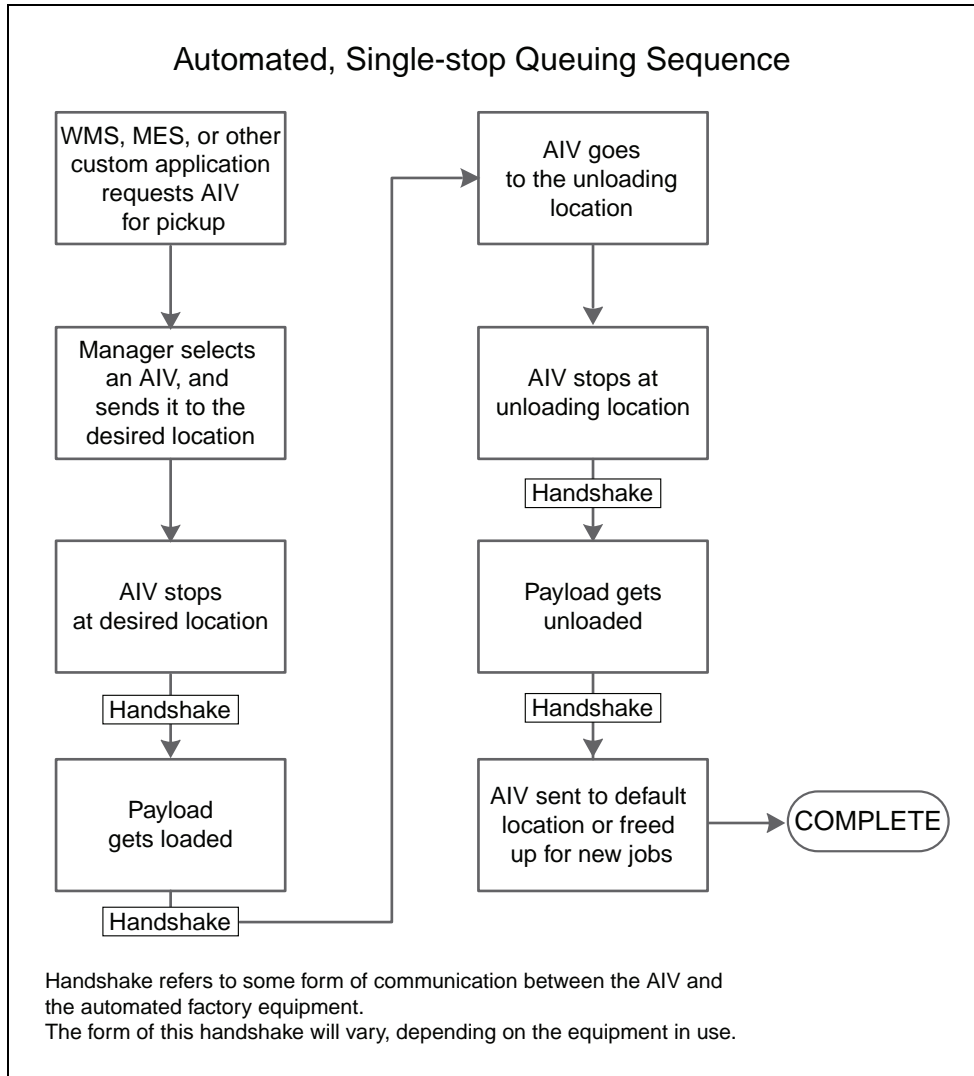 Automated, Single-stop Queuing Sequence
WMS, MES, or other
custom application
requests AIV
for pickup
Manager selects
an AIV, and
sends it to the
desired location
AIV stops
at desired location
Handshake
Payload
gets loaded
Handshake
AIV goes
to the unloading
location
AIV stops at
unloading location
Handshake
Payload gets
unloaded
Handshake
AIV sent to default
location or freed
up for new jobs
COMPLETE
Handshake refers to some form of communication between the AIV and
the automated factory equipment.
The form of this handshake will vary, depending on the equipment in use.